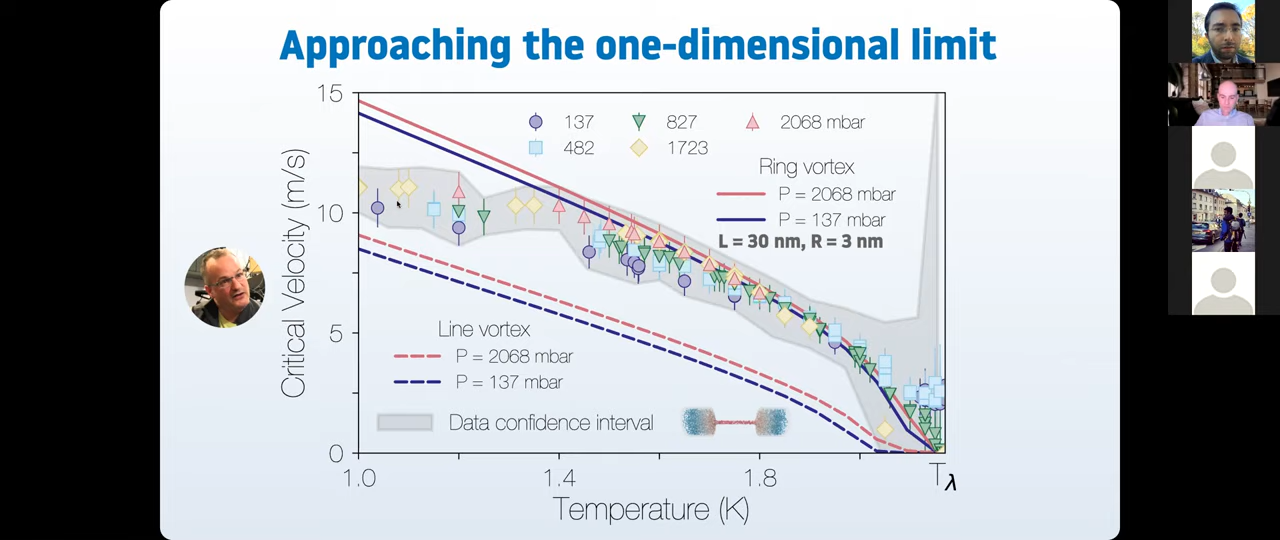 Approaching the one-dimensional limit
15
10
5
0
Critical Velocity (m/s)
137 827 2068 mbar
482 1723
Ring vortex
P = 2068 mbar
P = 137 mbar
L = 30 nm, R = 3 nm
Line vortex
P = 2068 mbar
P = 137 mbar
Data confidence interval
1.0 1.4 1.8 Tλ
Temperature (K)